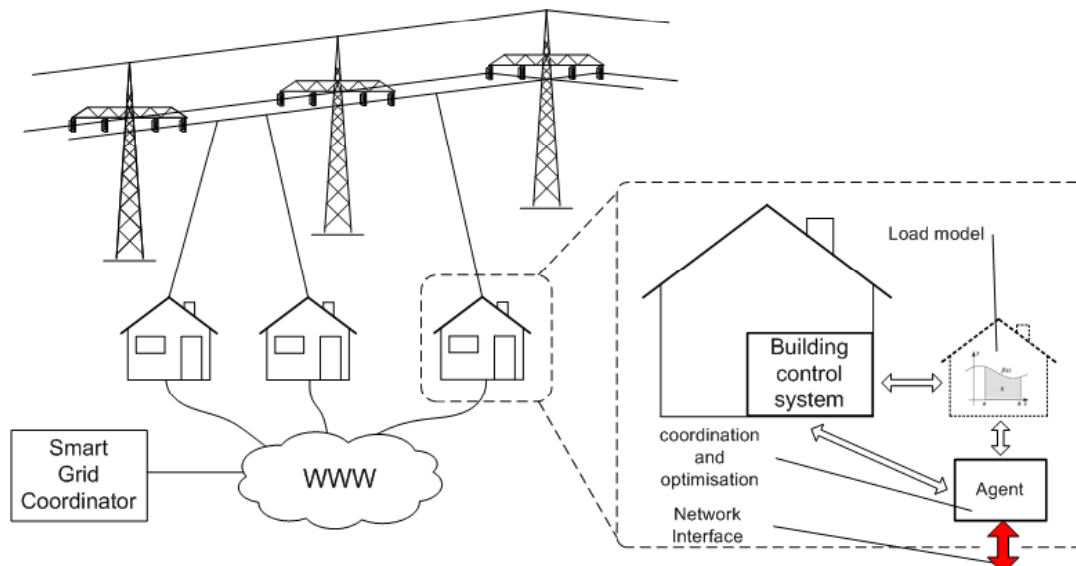 Smart
Grid
Coordinator
WWW
Load model
Building
control
system
coordination
and
optimisation
Agent
Network
Interface